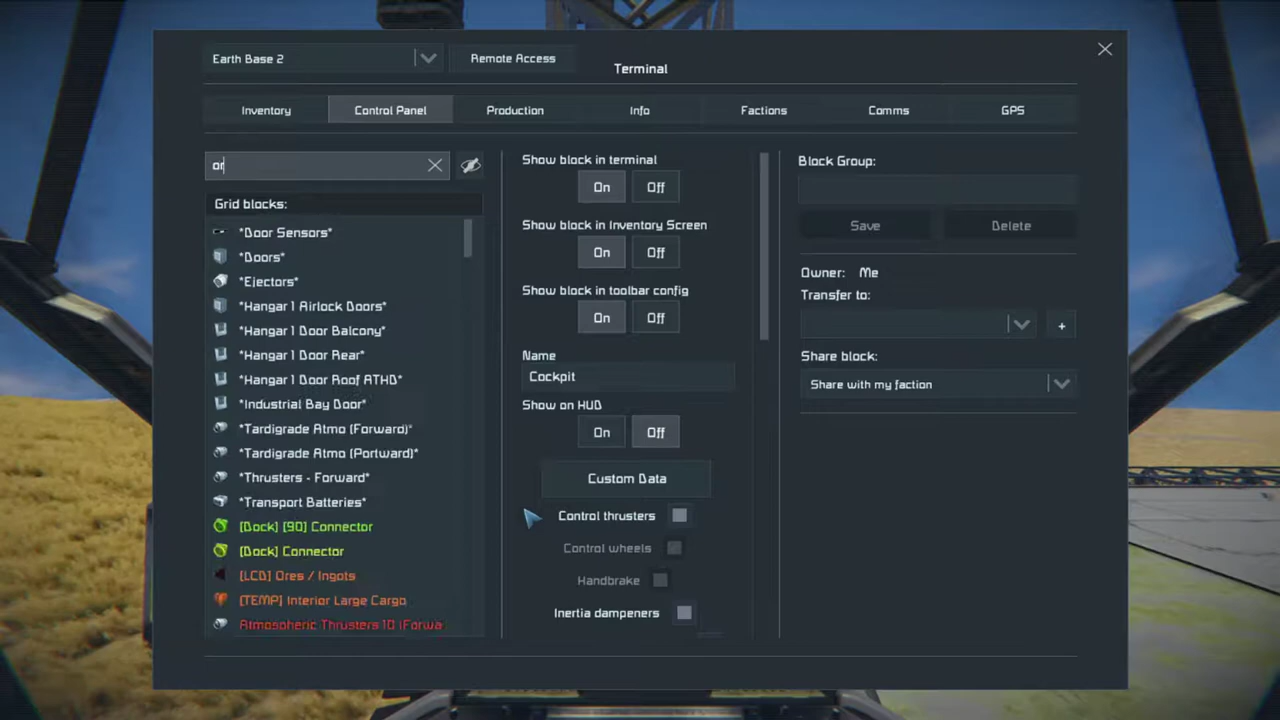 Earth Base 2
Remote Access
Terminal
Inventory
Control Panel
Production
Info
Factions
Comms
GPS
or
Grid blocks:
*Door Sensors*
*Doors*
*Ejectors*
*Hangar 1 Airlock Doors*
*Hangar 1 Door Balcony*
*Hangar 1 Door Rear*
*Hangar 1 Door Roof ATHD*
*Industrial Bay Door*
*Tardigrade Atmo (Forward)*
*Tardigrade Atmo (Portward)*
*Thrusters - Forward*
*Transport Batteries*
[Dock] [90] Connector
[Dock] Connector
[LCD] Ores / Ingots
[TEMP] Interior Large Cargo
Atmospheric Thrusters 10 (Forwa
Show block in terminal
On Off
Show block in Inventory Screen
On Off
Show block in toolbar config
On Off
Name
Cockpit
Show on HUD
On Off
Custom Data
Control thrusters
Control wheels
Handbrake
Inertia dampeners
Block Group:
Save
Delete
Owner: Me
Transfer to:
+
Share block:
Share with my faction